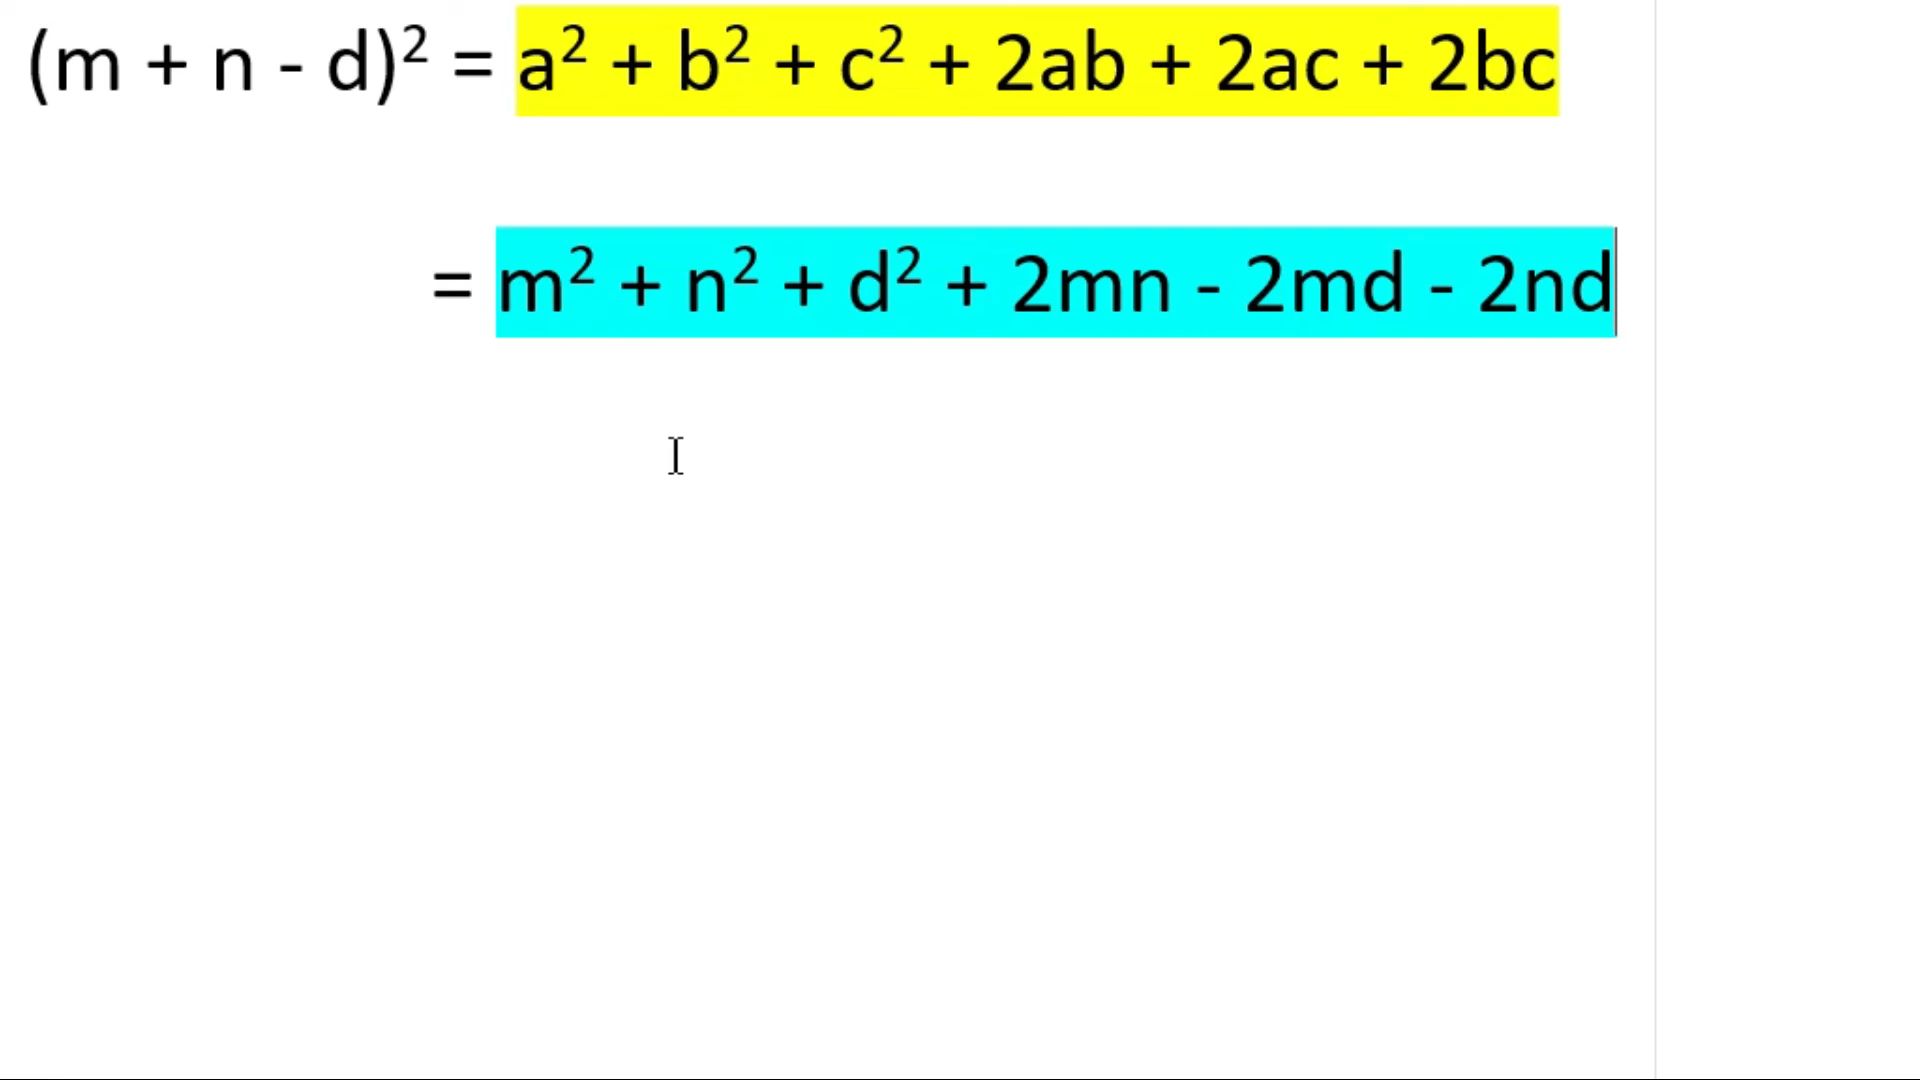 (m + n - d)² = a² + b² + c² + 2ab + 2ac + 2bc
= m² + n² + d² + 2mn - 2md - 2nd